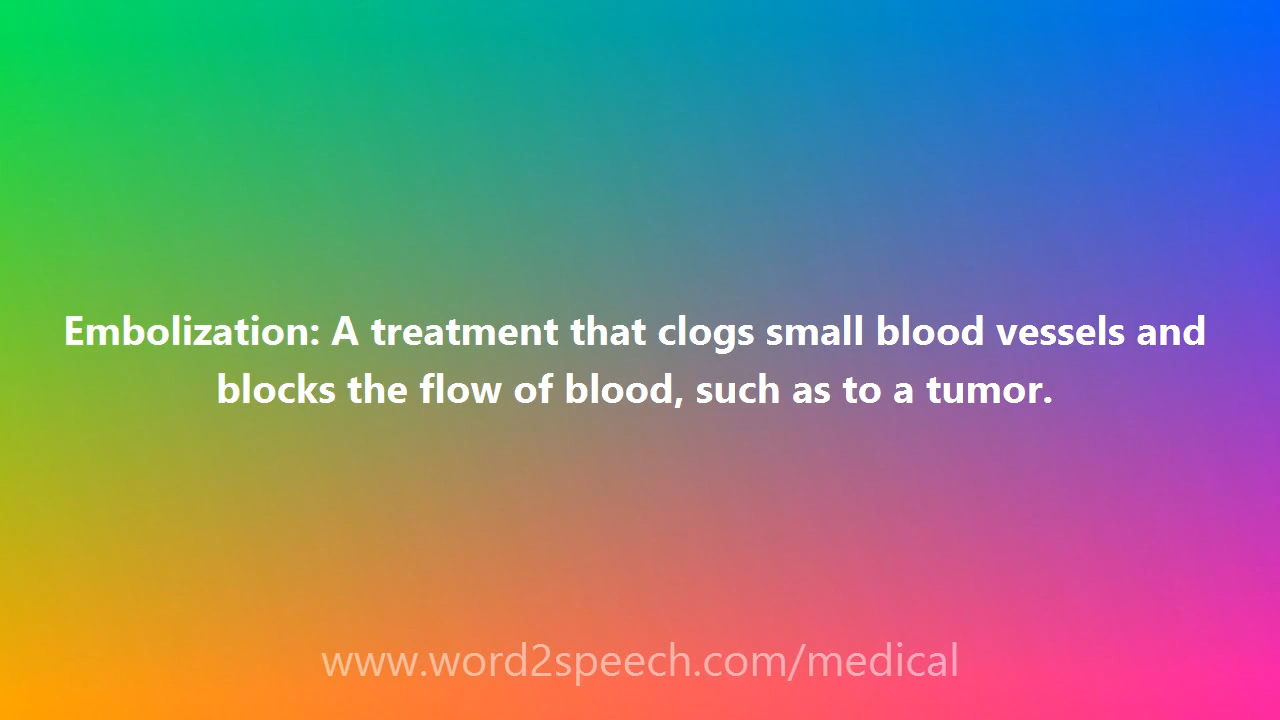 Embolization: A treatment that clogs small blood vessels and
blocks the flow of blood, such as to a tumor.
www.word2speech.com/medical